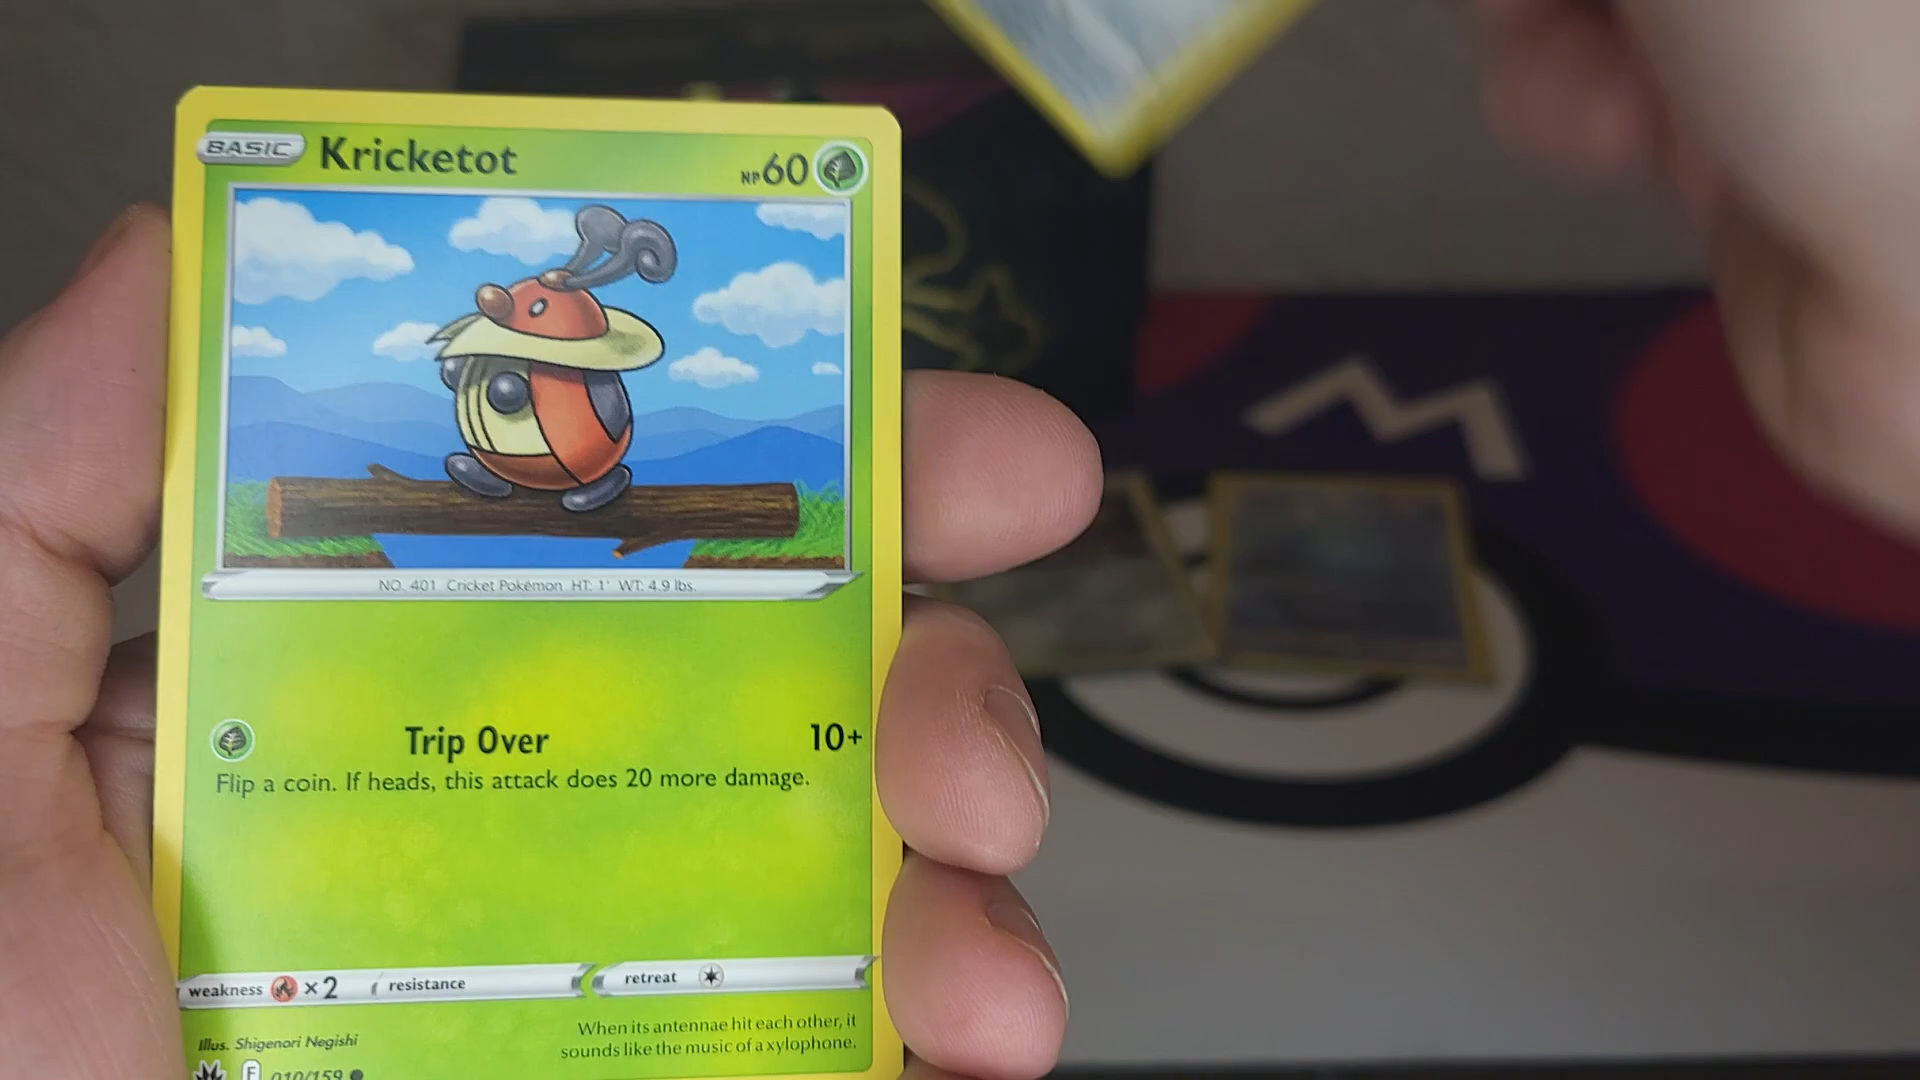 BASIC Kricketot HP60
NO. 401 Cricket Pokémon HT: 1' WT: 4.9 lbs.
Trip Over 10+
Flip a coin. If heads, this attack does 20 more damage.
weakness ×2 resistance retreat
Illus. Shigenori Negishi
When its antennae hit each other, it
sounds like the music of a xylophone.
F 010/159
M